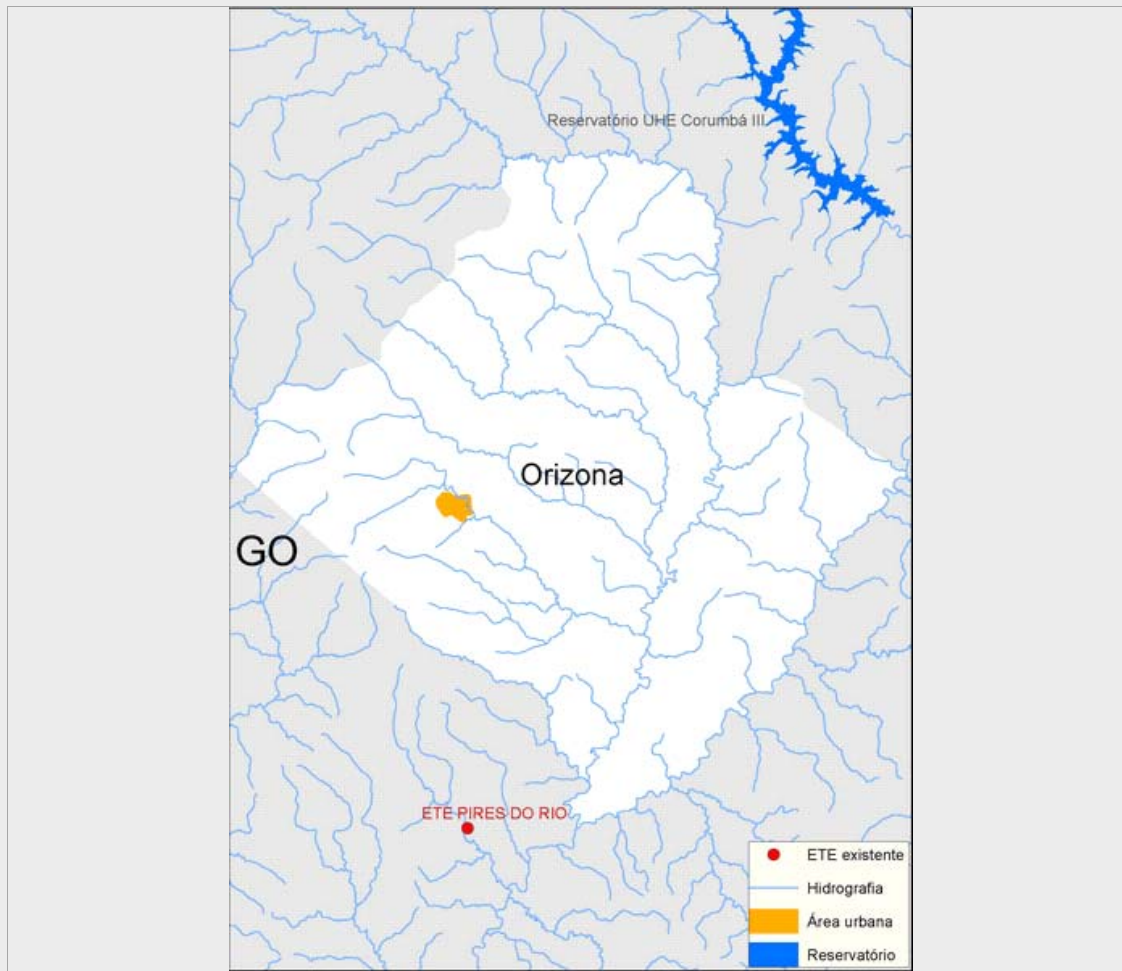 Reservatório UHE Corumbá III
Orizona
GO
ETE PIRES DO RIO
ETE existente
Hidrografia
Área urbana
Reservatório